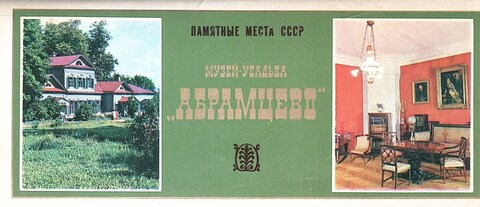 ПАМЯТНЫЕ МЕСТА СССР
МУЗЕЙ-УСАДЬБА
„АБРАМЦЕВО“